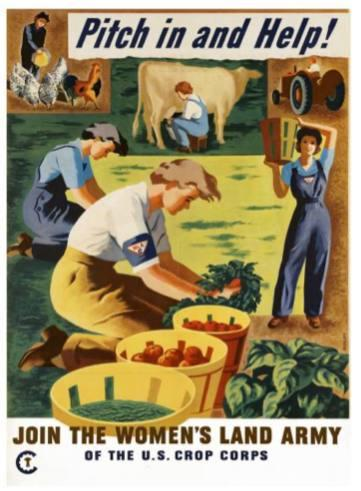 Pitch in and Help!
JOIN THE WOMEN'S LAND ARMY
OF THE U.S. CROP CORPS